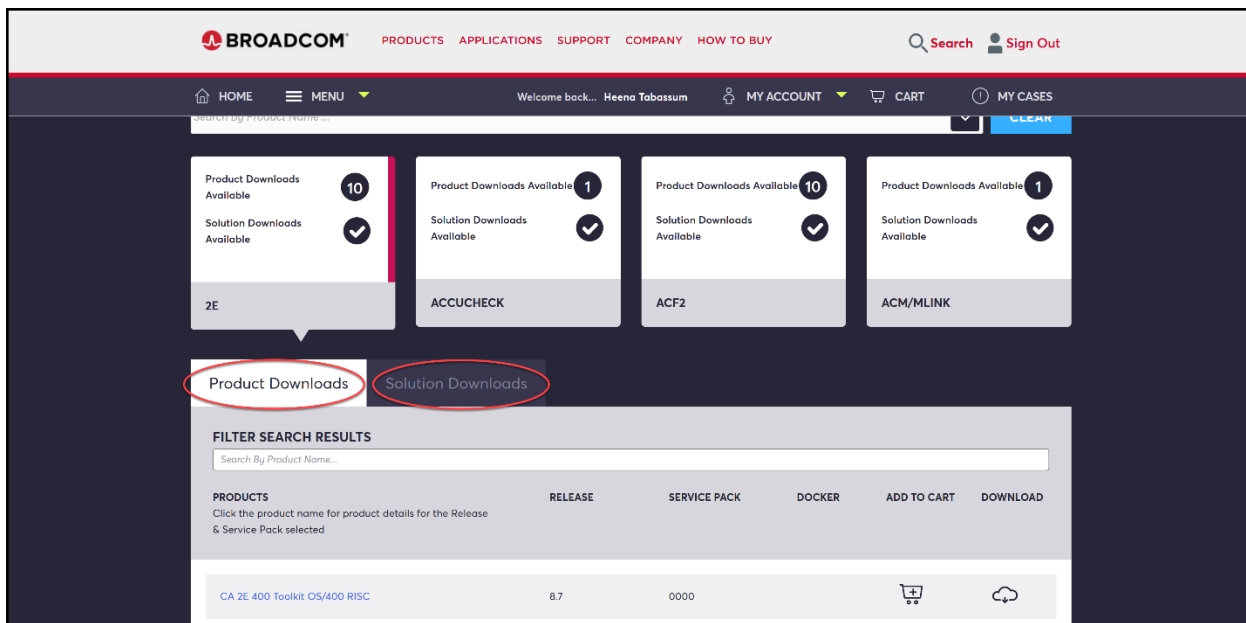 BROADCOM
PRODUCTS APPLICATIONS SUPPORT COMPANY HOW TO BUY
Search Sign Out
HOME MENU Welcome back... Heena Tabassum MY ACCOUNT CART MY CASES
Search By Product Name ...
CLEAR
Product Downloads
Available
10
Solution Downloads
Available
2E
Product Downloads Available 1
Solution Downloads
Available
ACCUCHECK
Product Downloads Available 10
Solution Downloads
Available
ACF2
Product Downloads Available 1
Solution Downloads
Available
ACM/MLINK
Product Downloads Solution Downloads
FILTER SEARCH RESULTS
Search By Product Name...
PRODUCTS RELEASE SERVICE PACK DOCKER ADD TO CART DOWNLOAD
Click the product name for product details for the Release
& Service Pack selected
CA 2E 400 Toolkit OS/400 RISC 8.7 0000